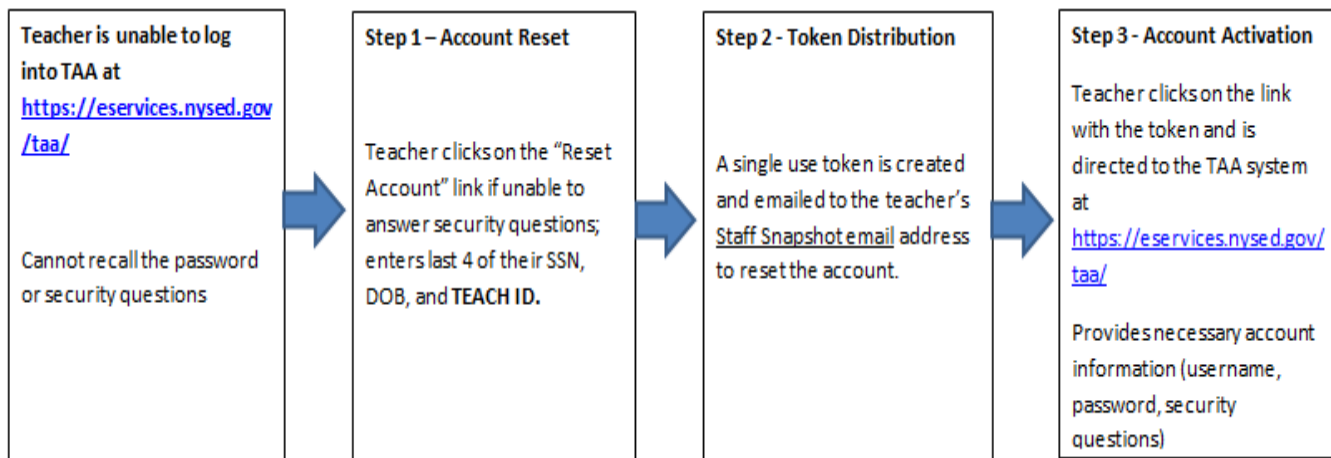 Teacher is unable to log
into TAA at
https://eservices.nysed.gov
/taa/
Cannot recall the password
or security questions
Step 1 – Account Reset
Teacher clicks on the “Reset
Account” link if unable to
answer security questions;
enters last 4 of their SSN,
DOB, and TEACH ID.
Step 2 - Token Distribution
A single use token is created
and emailed to the teacher’s
Staff Snapshot email address
to reset the account.
Step 3 - Account Activation
Teacher clicks on the link
with the token and is
directed to the TAA system
at
https://eservices.nysed.gov/
taa/
Provides necessary account
information (username,
password, security
questions)